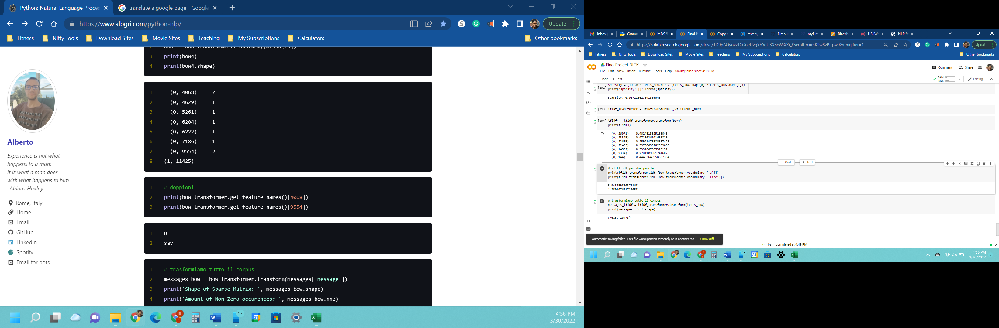 Python: Natural Language Proces
translate a google page - Google
https://www.albgri.com/python-nlp/
Update
Fitness
Nifty Tools
Download Sites
Movie Sites
Teaching
My Subscriptions
Calculators
Other bookmarks
Alberto
Experience is not what
happens to a man;
it is what a man does
with what happens to him.
-Aldous Huxley
Rome, Italy
Home
Email
GitHub
LinkedIn
Spotify
Email for bots
2 bow4 = bow_transformer.transform([message4])
3 print(bow4)
4 print(bow4.shape)
1 (0, 4068) 2
2 (0, 4629) 1
3 (0, 5261) 1
4 (0, 6204) 1
5 (0, 6222) 1
6 (0, 7186) 1
7 (0, 9554) 2
8 (1, 11425)
1 # doppioni
2 print(bow_transformer.get_feature_names()[4068])
3 print(bow_transformer.get_feature_names()[9554])
1 U
2 say
1 # trasformiamo tutto il corpus
2 messages_bow = bow_transformer.transform(messages['message'])
3 print('Shape of Sparse Matrix: ', messages_bow.shape)
4 print('Amount of Non-Zero occurences: ', messages_bow.nnz)
17
31
4:56 PM
3/30/2022
Inbox
Gramm
MDS 5
Final P
Copy c
text.py
Elmhu
myElm
Blackb
USIIW
NLP St
https://colab.research.google.com/drive/1D9pAOyovzTCGoeUvgYbYqU3XBcWiXXi_#scrollTo=mK9wSvPftpw9&uniqifier=1
Update
Fitness
Nifty Tools
Download Sites
Movie Sites
Teaching
My Subscriptions
Calculators
Other bookmarks
Final Project NLTK
File Edit View Insert Runtime Tools Help Saving failed since 4:18 PM
Comment
Share
+ Code + Text
RAM
Disk
Editing
sparsity = (100.0 * texts_bow.nnz / (texts_bow.shape[0] * texts_bow.shape[1]))
[292] print('sparsity: {}'.format(sparsity))
sparsity: 0.037216627541309645
[293] tfidf_transformer = TfidfTransformer().fit(texts_bow)
[294] tfidf4 = tfidf_transformer.transform(bow4)
print(tfidf4)
(0, 26071) 0.4024513325168046
(0, 23345) 0.4718026141633829
(0, 22635) 0.25921479580657425
(0, 22409) 0.39780696282539063
(0, 14502) 0.3391667965318131
(0, 2334) 0.2781109881741682
(0, 144) 0.44453648958637354
+ Code + Text
# il tf idf per due parole
print(tfidf_transformer.idf_[bow_transformer.vocabulary_['u']])
print(tfidf_transformer.idf_[bow_transformer.vocabulary_['fire']])
5.948759890378168
4.850147601710058
# trasformiamo tutto il corpus
messages_tfidf = tfidf_transformer.transform(texts_bow)
print(messages_tfidf.shape)
(7613, 26473)
Automatic saving failed. This file was updated remotely or in another tab. Show diff
0s completed at 4:49 PM
17
31
4:56 PM
3/30/2022
9